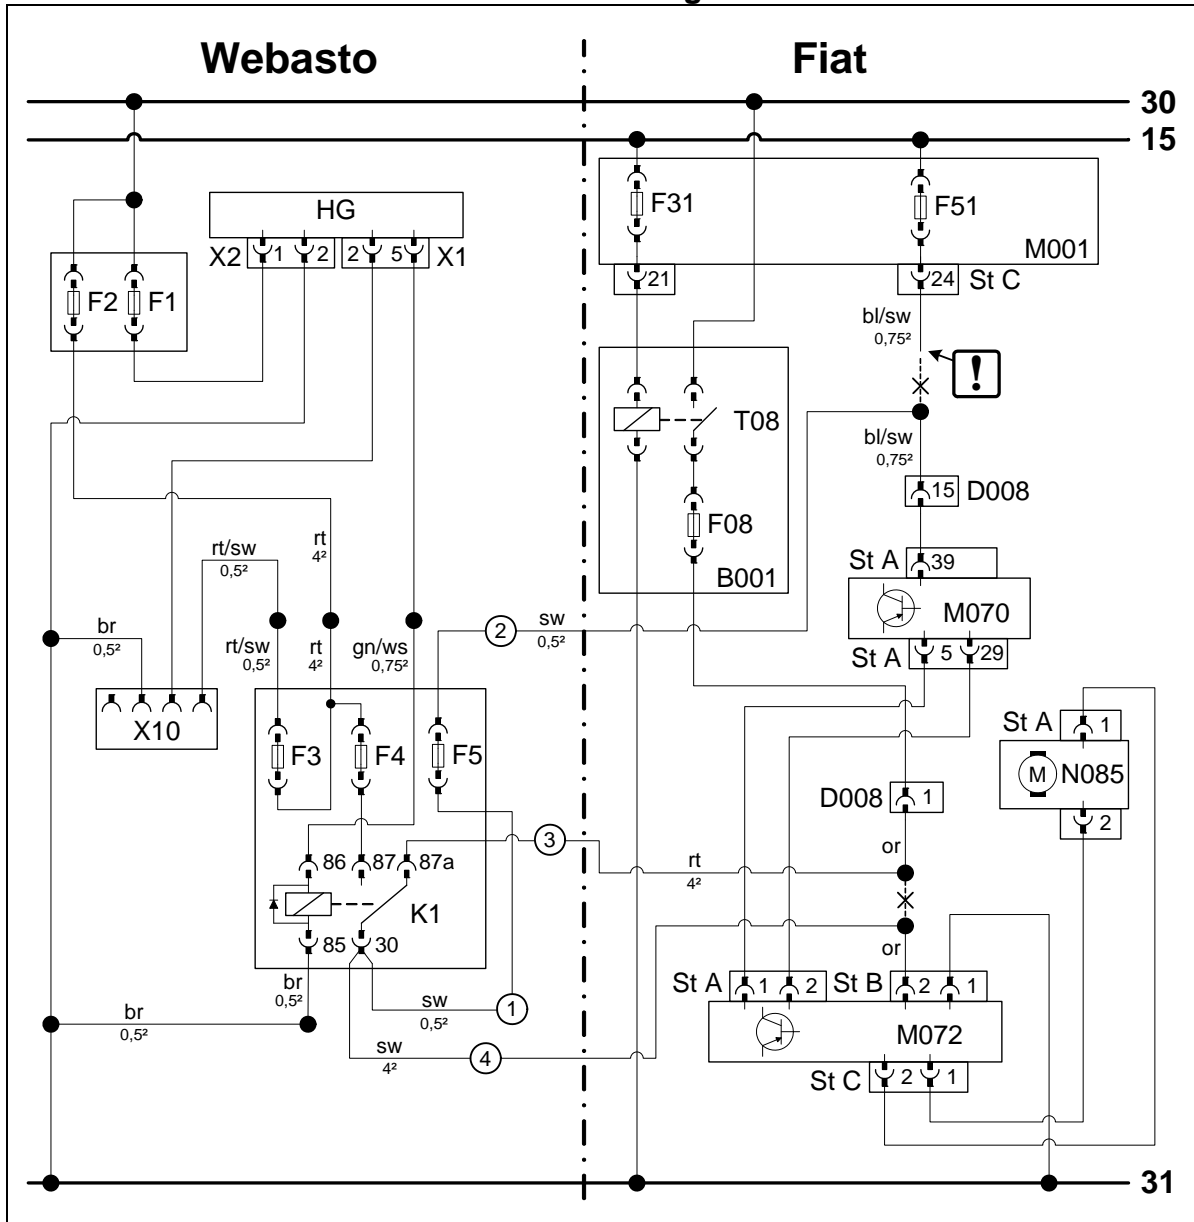 Webasto
Fiat
30
15
HG
F31
F51
M001
X2
1
2
2
5
X1
21
24
St C
F2
F1
bl/sw
0,75²
!
T08
bl/sw
0,75²
F08
15
D008
rt/sw
0,5²
rt
4²
B001
St A
39
M070
br
0,5²
rt/sw
0,5²
rt
4²
gn/ws
0,75²
2
sw
0,5²
St A
5
29
X10
St A
1
F3
F4
F5
M
N085
D008
1
2
86
87
87a
3
or
rt
4²
K1
85
30
or
br
0,5²
sw
0,5²
1
St A
1
2
St B
2
1
br
0,5²
M072
sw
4²
4
St C
2
1
31